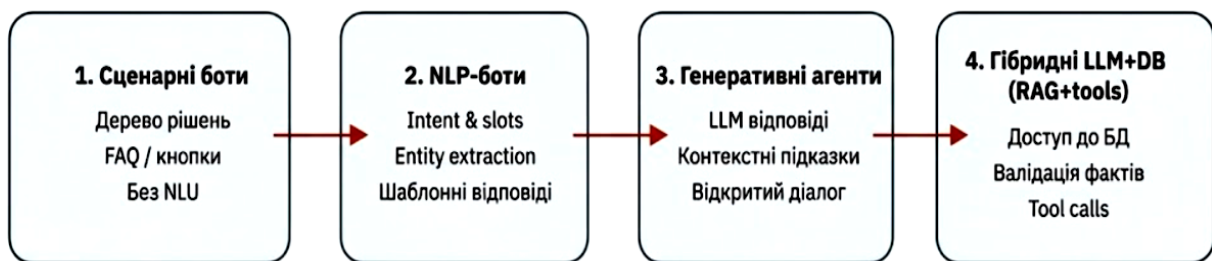 1. Сценарні боти
Дерево рішень
FAQ / кнопки
Без NLU
2. NLP-боти
Intent & slots
Entity extraction
Шаблонні відповіді
3. Генеративні агенти
LLM відповіді
Контекстні підказки
Відкритий діалог
4. Гібридні LLM+DB
(RAG+tools)
Доступ до БД
Валідація фактів
Tool calls